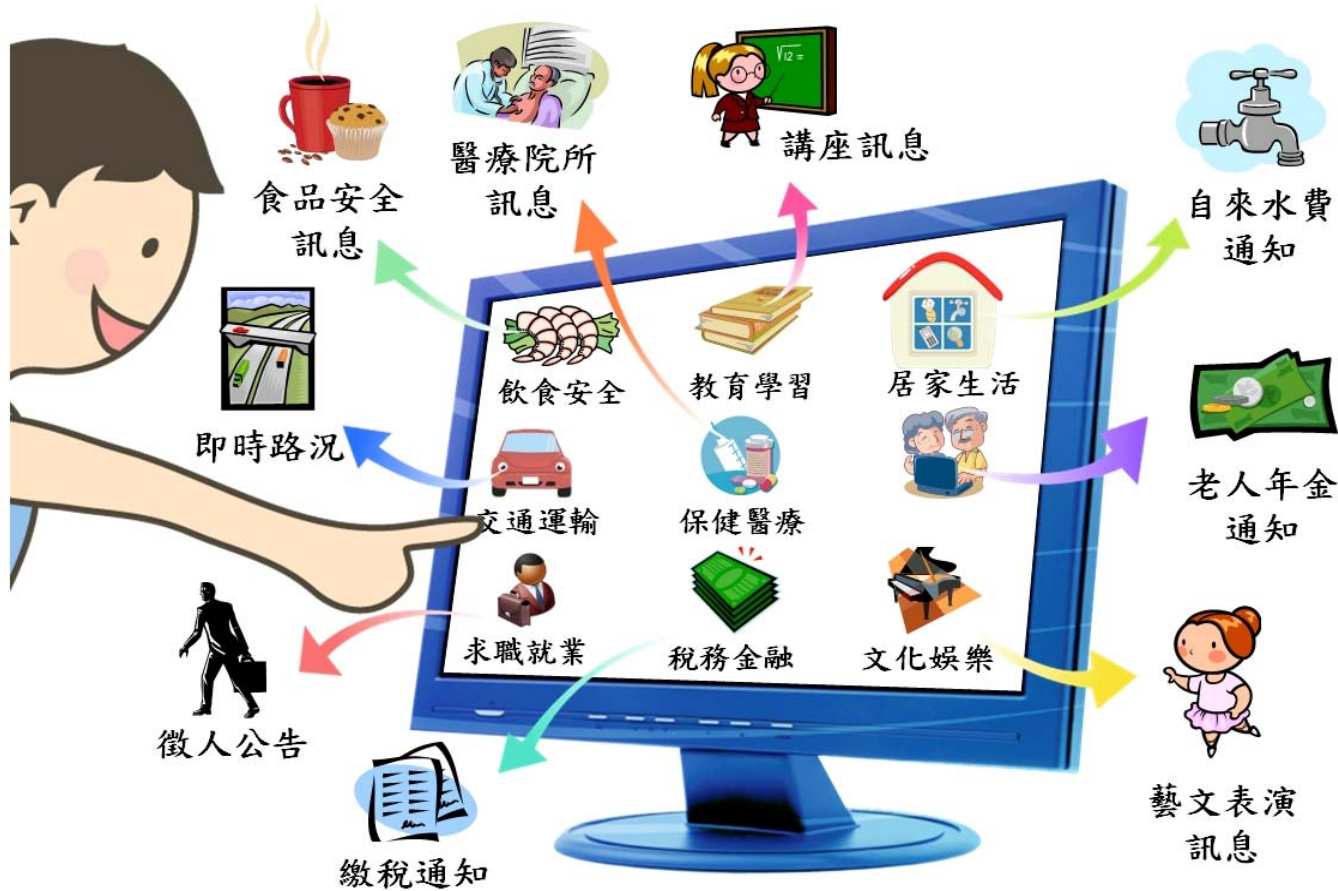 食品安全
訊息
醫療院所
訊息
講座訊息
√12 =
自來水費
通知
飲食安全
教育學習
居家生活
即時路況
交通運輸
保健醫療
老人年金
通知
求職就業
稅務金融
文化娛樂
徵人公告
繳稅通知
藝文表演
訊息